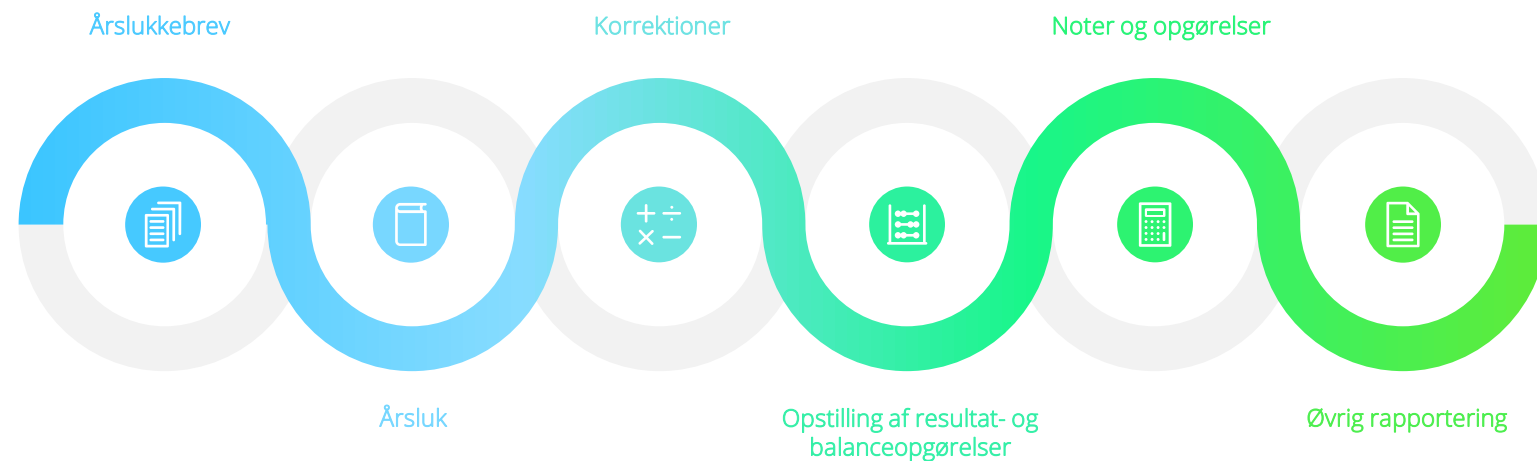 Årslukkebrev
Korrektioner
Noter og opgørelser
Årsluk
Opstilling af resultat- og
balanceopgørelser
Øvrig rapportering